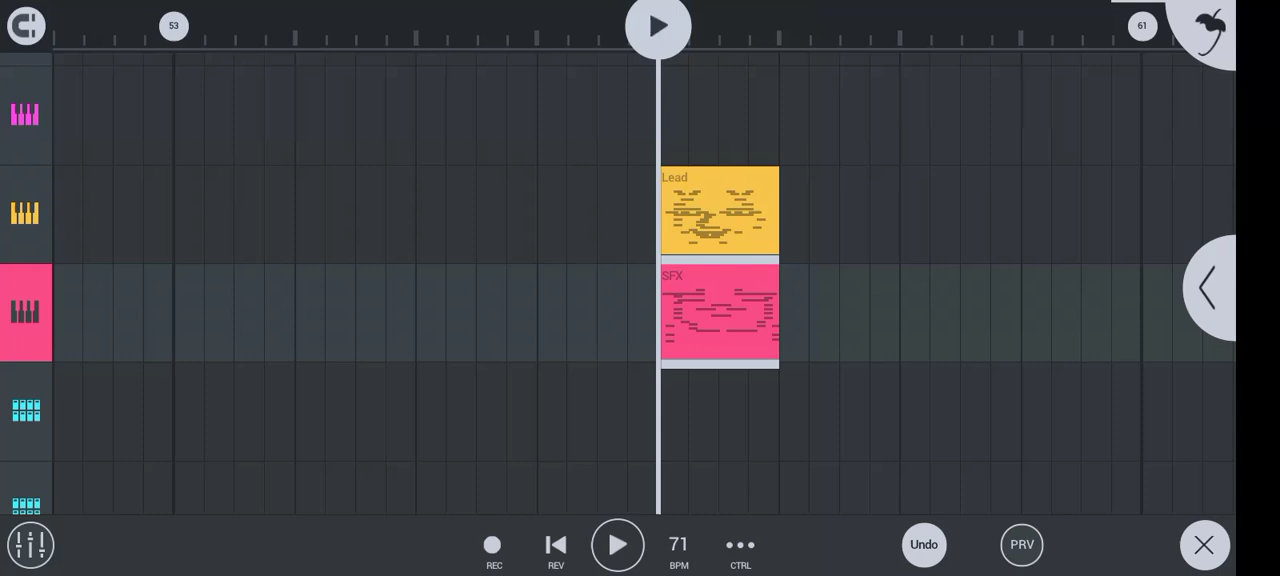 53
61
Lead
SFX
71
Undo
PRV
REC
REV
BPM
CTRL